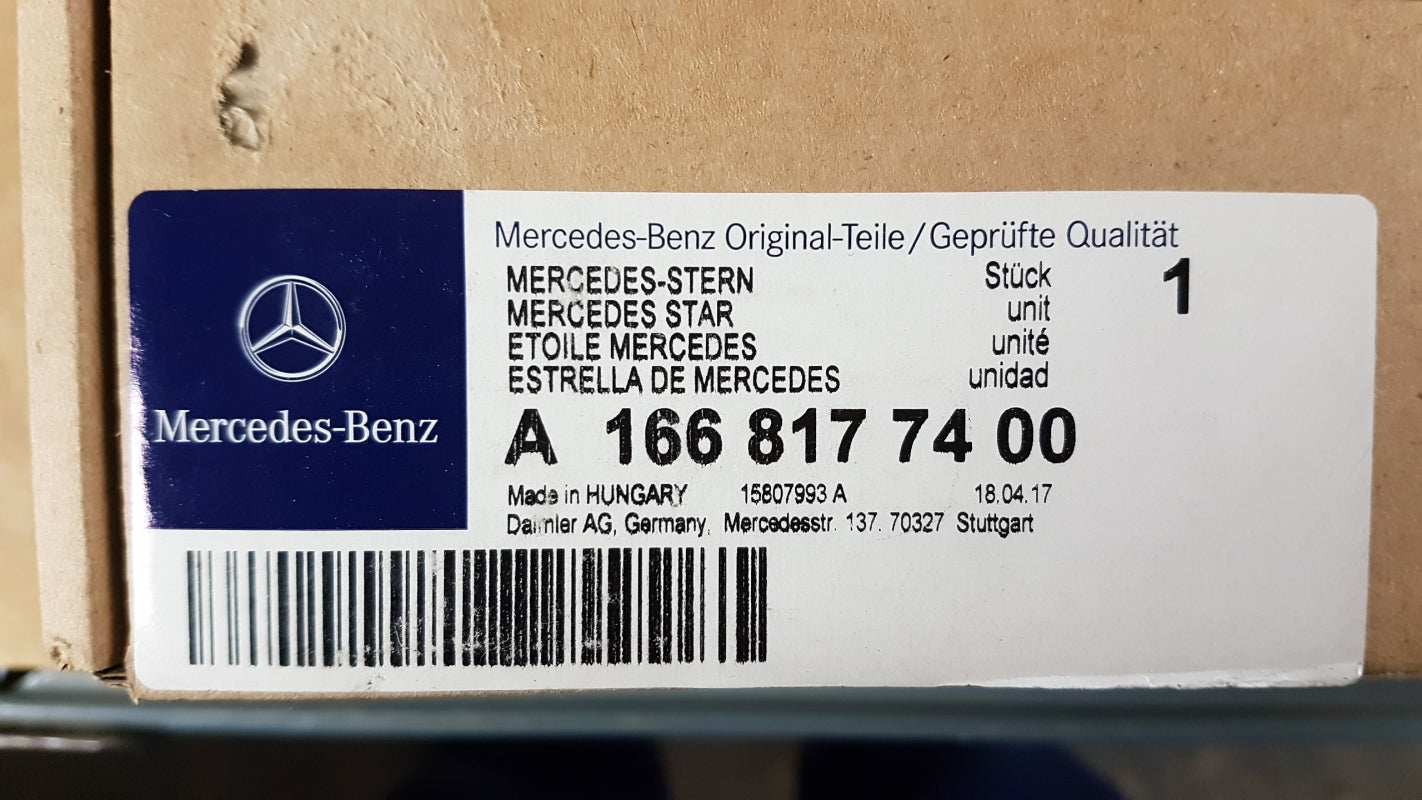 Mercedes-Benz
Mercedes-Benz Original-Teile/Geprüfte Qualität
MERCEDES-STERN Stück 1
MERCEDES STAR unit
ETOILE MERCEDES unité
ESTRELLA DE MERCEDES unidad
A 166 817 74 00
Made in HUNGARY 15807993 A 18.04.17
Daimler AG, Germany, Mercedesstr. 137. 70327 Stuttgart